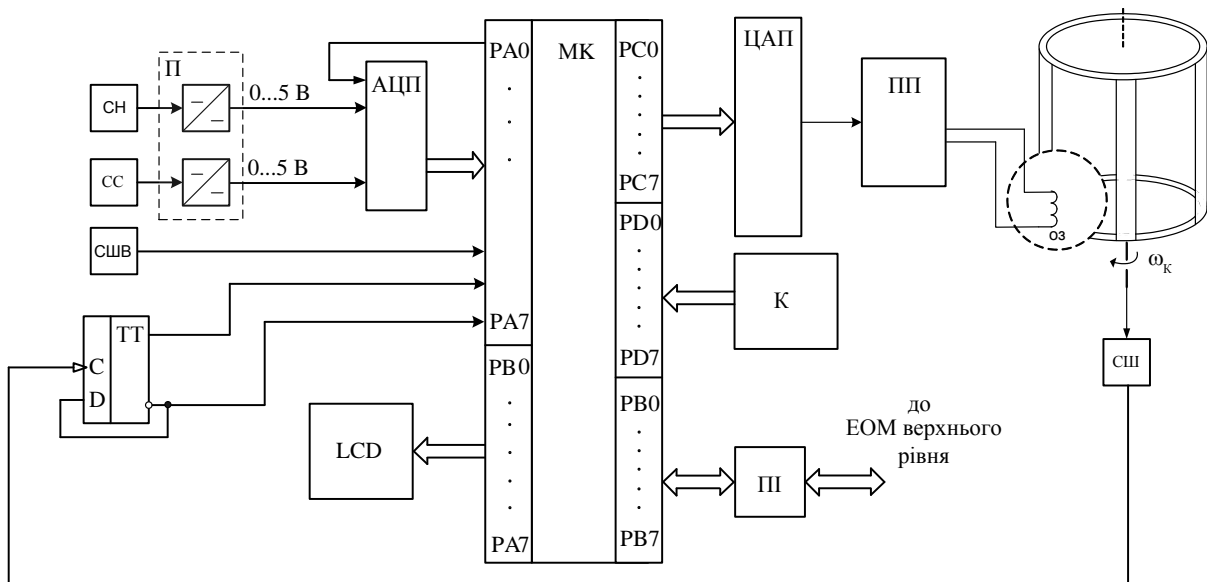 PA0
МК
PC0
ЦАП
П
АЦП
ПП
СН
0...5 В
СС
0...5 В
PC7
оз
СШВ
PD0
ωК
К
ТТ
PA7
С
D
PB0
PD7
СШ
PB0
до
ЕОМ верхнього
рівня
LCD
ПІ
PA7
PB7